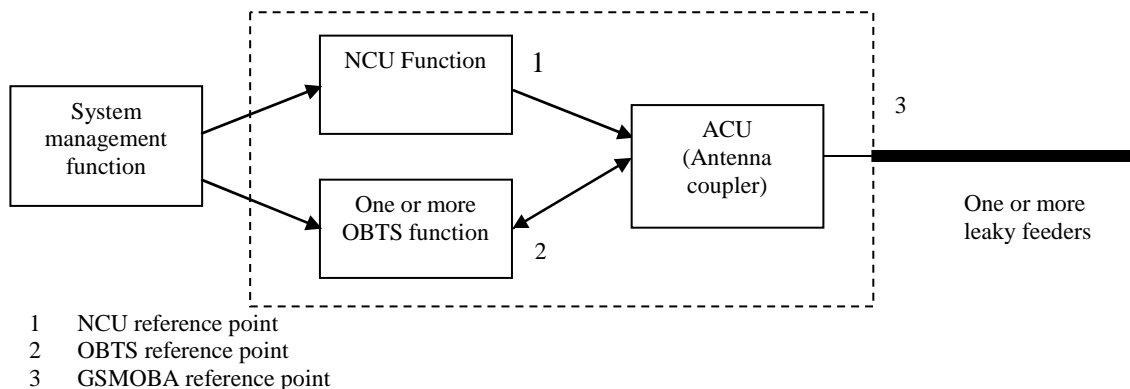 NCU Function
1
System
management
function
ACU
(Antenna
coupler)
3
One or more
OBTS function
2
One or more
leaky feeders
1 NCU reference point
2 OBTS reference point
3 GSMOBA reference point